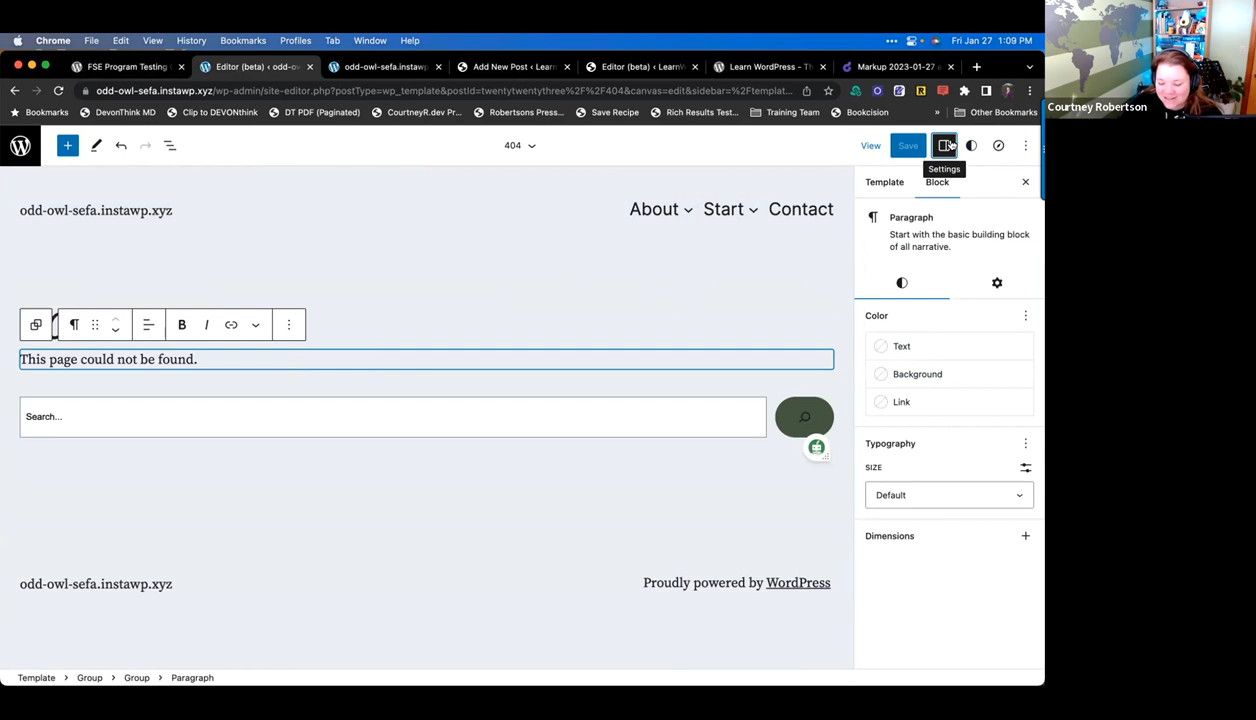 Chrome File Edit View History Bookmarks Profiles Tab Window Help
Fri Jan 27 1:09 PM
FSE Program Testing
Editor (beta) ‹ odd-ow
odd-owl-sefa.instawp.xyz
Add New Post ‹ Learn
Editor (beta) ‹ LearnW
Learn WordPress - Th
Markup 2023-01-27 a
odd-owl-sefa.instawp.xyz/wp-admin/site-editor.php?postType=wp_template&postId=twentytwentythree%2F%2F404&canvas=edit&sidebar=%2Ftemplat...
Courtney Robertson
Bookmarks DevonThink MD Clip to DEVONthink DT PDF (Paginated) CourtneyR.dev Pr... Robertsons Press... Save Recipe Rich Results Test... Training Team Bookcision » Other Bookmarks
404
View Save
Settings
Template Block
odd-owl-sefa.instawp.xyz
About Start Contact
Paragraph
Start with the basic building block
of all narrative.
B I
Color
Text
Background
Link
This page could not be found.
Search...
Typography
SIZE
Default
Dimensions
odd-owl-sefa.instawp.xyz
Proudly powered by WordPress
Template > Group > Group > Paragraph